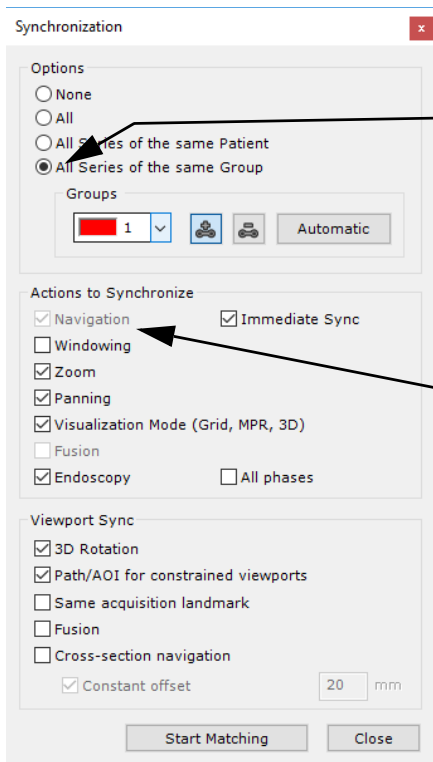 Synchronization
x
Options
None
All
All Series of the same Patient
All Series of the same Group
Groups
1
Automatic
Actions to Synchronize
Navigation Immediate Sync
Windowing
Zoom
Panning
Visualization Mode (Grid, MPR, 3D)
Fusion
Endoscopy All phases
Viewport Sync
3D Rotation
Path/AOI for constrained viewports
Same acquisition landmark
Fusion
Cross-section navigation
Constant offset 20 mm
Start Matching Close